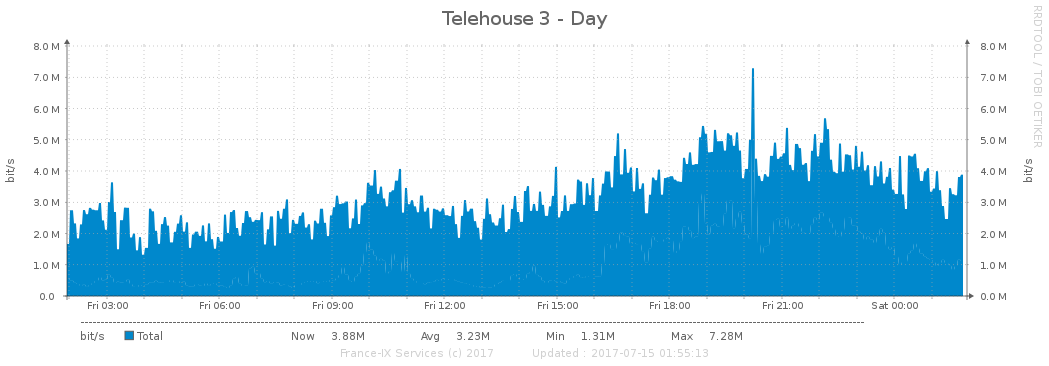 Telehouse 3 - Day
RRDTOOL / TOBI OETIKER
8.0 M 8.0 M
7.0 M 7.0 M
6.0 M 6.0 M
5.0 M 5.0 M
4.0 M 4.0 M
3.0 M 3.0 M
2.0 M 2.0 M
1.0 M 1.0 M
0.0 0.0 M
bit/s bit/s
Fri 03:00 Fri 06:00 Fri 09:00 Fri 12:00 Fri 15:00 Fri 18:00 Fri 21:00 Sat 00:00
bit/s Total Now 3.88M Avg 3.23M Min 1.31M Max 7.28M
France-IX Services (c) 2017 Updated : 2017-07-15 01:55:13